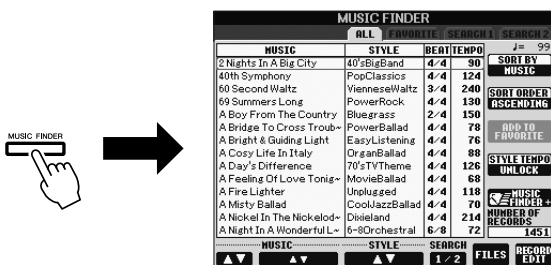 MUSIC FINDER
MUSIC FINDER
ALL FAVORITE SEARCH1 SEARCH2
MUSIC STYLE BEAT TEMPO
♩= 99
2 Nights In A Big City 40'sBigBand 4/4 90
40th Symphony PopClassics 4/4 124
60 Second Waltz VienneseWaltz 3/4 240
69 Summers Long PowerRock 4/4 130
A Boy From The Country Bluegrass 2/4 150
A Bridge To Cross Troub~ PowerBallad 4/4 78
A Bright & Guiding Light EasyListening 4/4 76
A Cosy Life In Italy OrganBallad 4/4 88
A Day's Difference 70'sTVTheme 4/4 126
A Feeling Of Love Tonig~ MovieBallad 4/4 68
A Fire Lighter Unplugged 4/4 118
A Misty Ballad CoolJazzBallad 4/4 70
A Nickel In The Nickelod~ Dixieland 4/4 214
A Night In A Wonderful L~ 6-8Orchestral 6/8 72
SORT BY
MUSIC
SORT ORDER
ASCENDING
ADD TO
FAVORITE
STYLE TEMPO
UNLOCK
MUSIC
FINDER +
NUMBER OF
RECORDS
1451
MUSIC STYLE SEARCH
1/2 FILES RECORD
EDIT